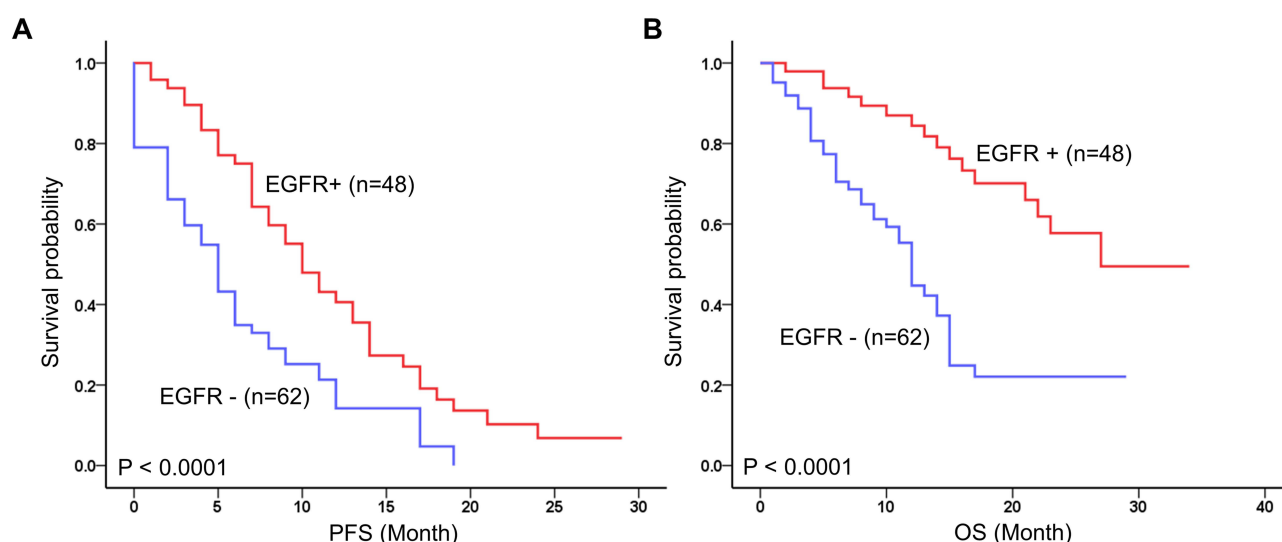 A
Survival probability
1.0
0.8
0.6
0.4
0.2
0.0
EGFR+ (n=48)
EGFR - (n=62)
P < 0.0001
0 5 10 15 20 25 30
PFS (Month)
B
Survival probability
1.0
0.8
0.6
0.4
0.2
0.0
EGFR + (n=48)
EGFR - (n=62)
P < 0.0001
0 10 20 30 40
OS (Month)